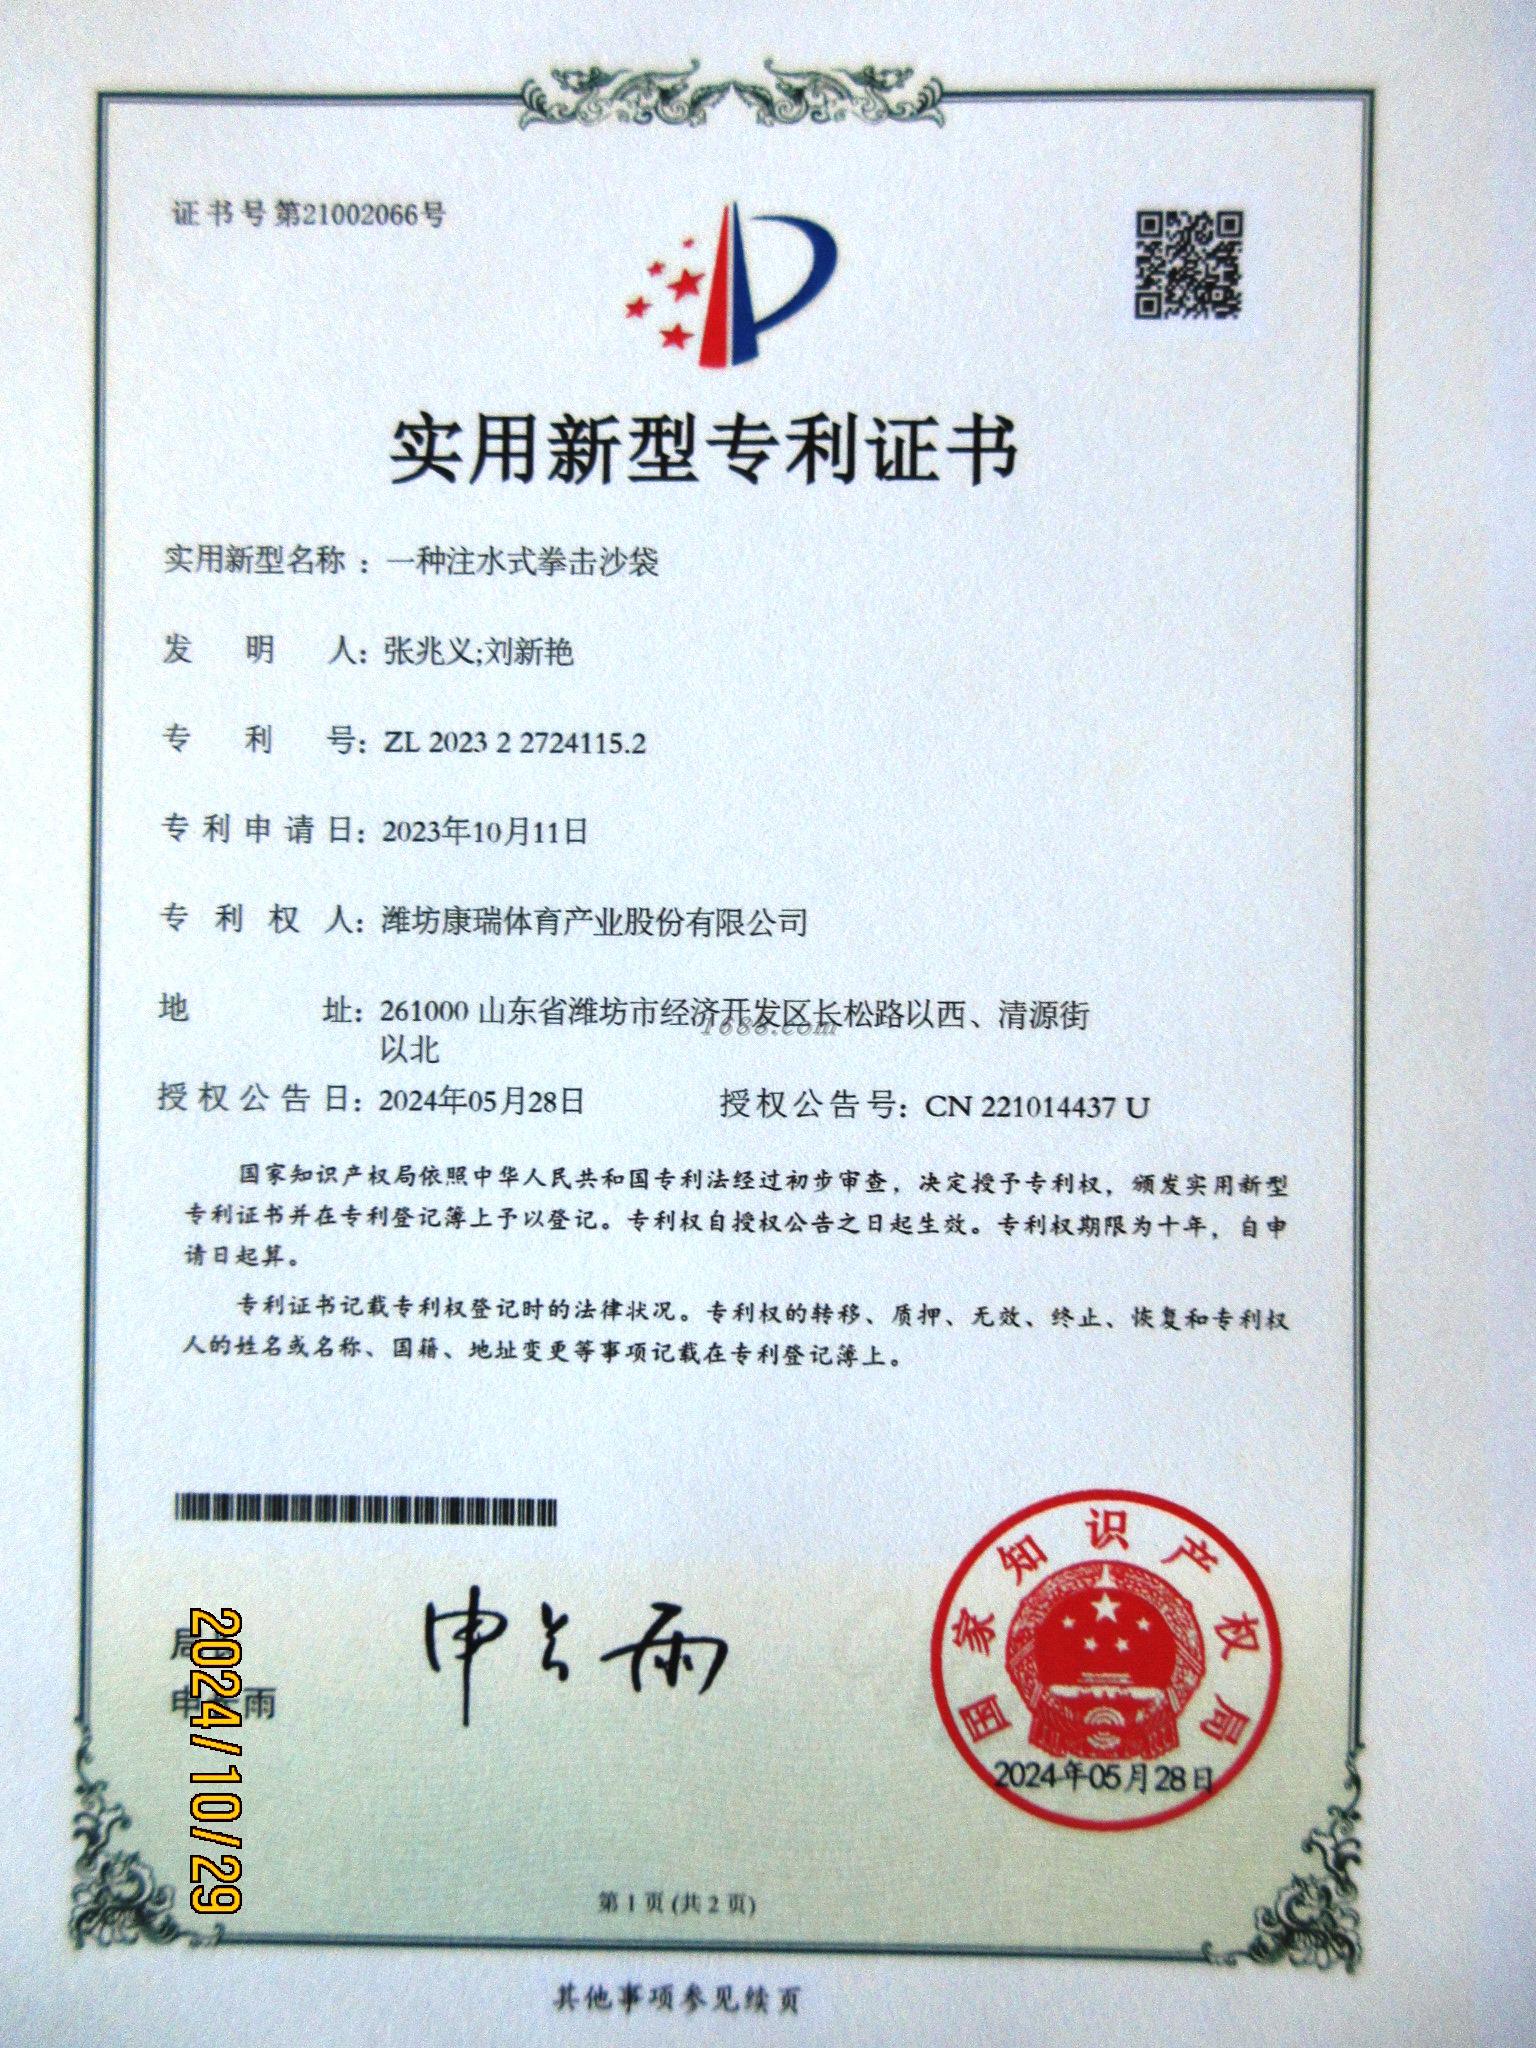 证书号第21002066号
实用新型专利证书
实用新型名称：一种注水式拳击沙袋
发明人：张兆义;刘新艳
专利号：ZL 2023 2 2724115.2
专利申请日：2023年10月11日
专利权人：潍坊康瑞体育产业股份有限公司
地址：261000 山东省潍坊市经济开发区长松路以西、清源街
以北
1688.com
授权公告日：2024年05月28日 授权公告号：CN 221014437 U
国家知识产权局依照中华人民共和国专利法经过初步审查，决定授予专利权，颁发实用新型
专利证书并在专利登记簿上予以登记。专利权自授权公告之日起生效。专利权期限为十年，自申
请日起算。
专利证书记载专利权登记时的法律状况。专利权的转移、质押、无效、终止、恢复和专利权
人的姓名或名称、国籍、地址变更等事项记载在专利登记簿上。
局长
申长雨
申长雨
国家知识产权局
2024年05月28日
2024/10/29
第1页(共2页)
其他事项参见续页